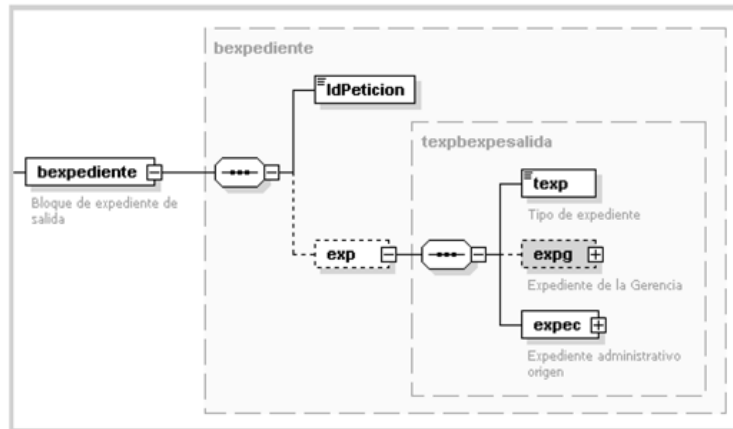 bexpediente
IdPeticion
texpbexpesalida
bexpediente
Bloque de expediente de
salida
texp
Tipo de expediente
exp
expg
Expediente de la Gerencia
expec
Expediente administrativo
origen